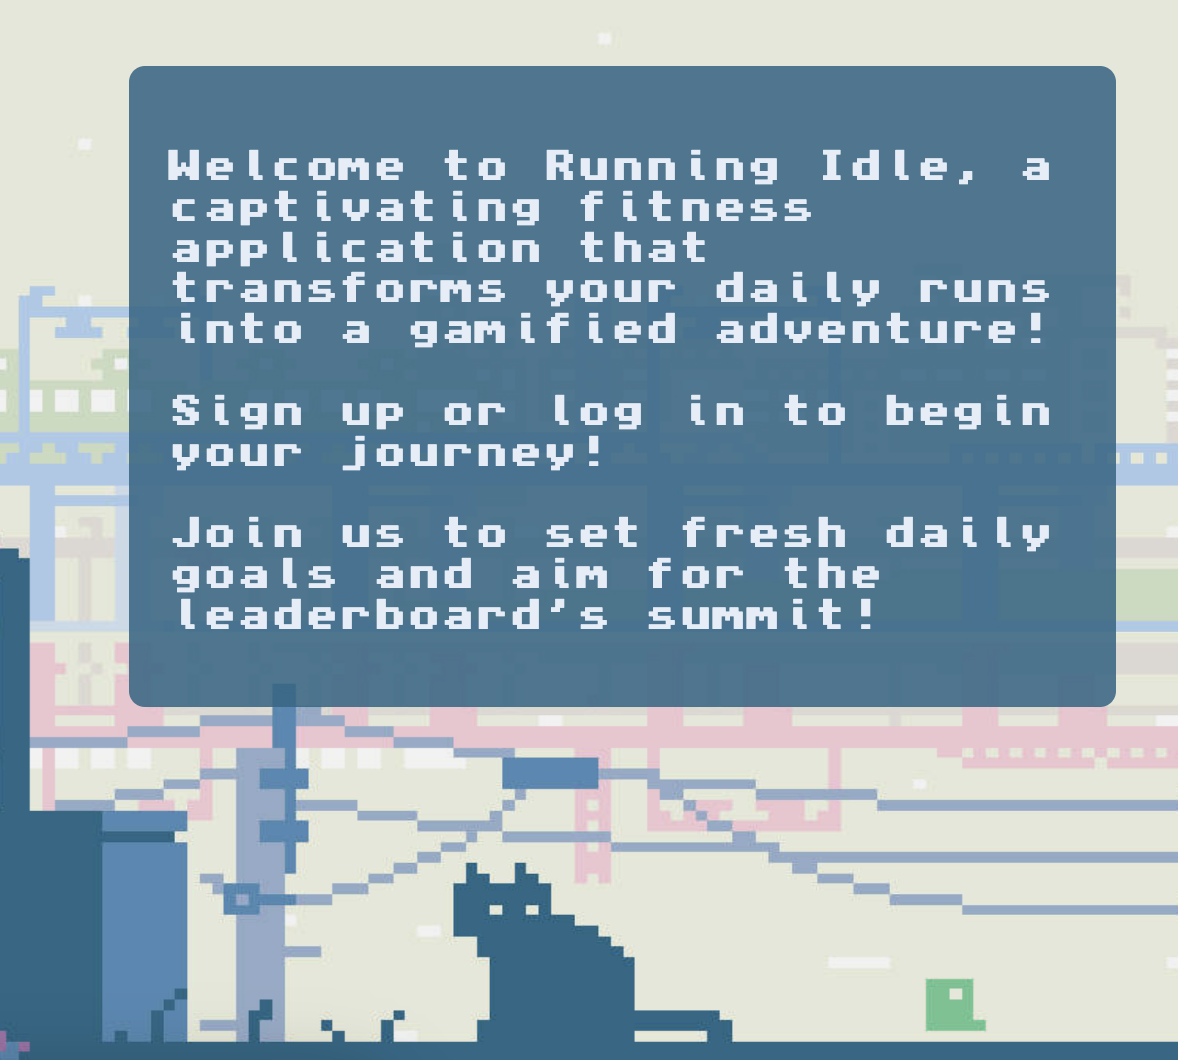 Welcome to Running Idle, a
captivating fitness
application that
transforms your daily runs
into a gamified adventure!
Sign up or log in to begin
your journey!
Join us to set fresh daily
goals and aim for the
leaderboard's summit!